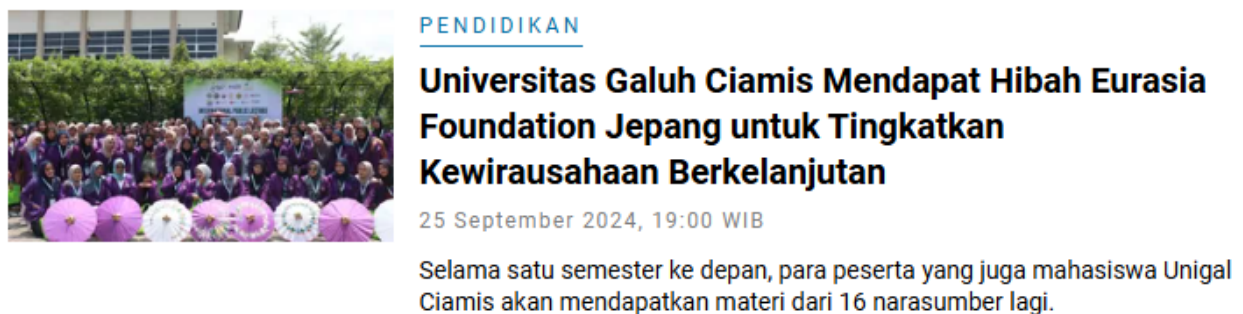 PENDIDIKAN
Universitas Galuh Ciamis Mendapat Hibah Eurasia
Foundation Jepang untuk Tingkatkan
Kewirausahaan Berkelanjutan
25 September 2024, 19:00 WIB
Selama satu semester ke depan, para peserta yang juga mahasiswa Unigal
Ciamis akan mendapatkan materi dari 16 narasumber lagi.